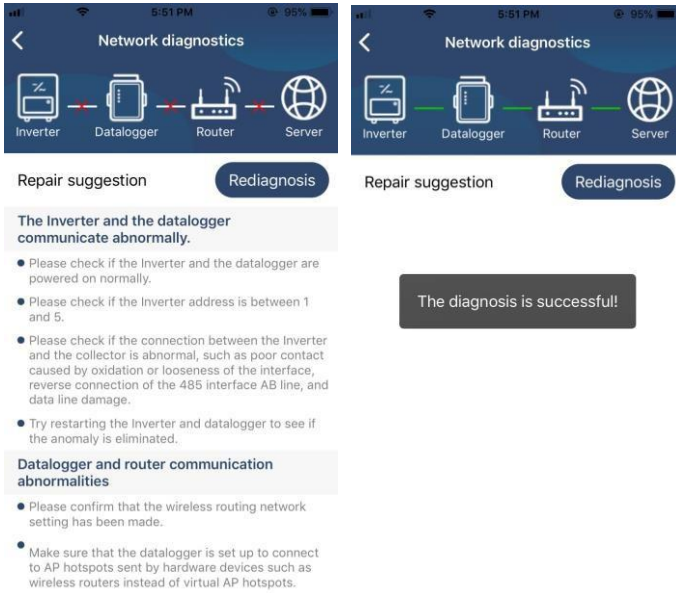 5:51 PM
95%
Network diagnostics
Inverter Datalogger Router Server
Repair suggestion
Rediagnosis
The Inverter and the datalogger
communicate abnormally.
Please check if the Inverter and the datalogger are
powered on normally.
Please check if the Inverter address is between 1
and 5.
Please check if the connection between the Inverter
and the collector is abnormal, such as poor contact
caused by oxidation or looseness of the interface,
reverse connection of the 485 interface AB line, and
data line damage.
Try restarting the Inverter and datalogger to see if
the anomaly is eliminated.
Datalogger and router communication
abnormalities
Please confirm that the wireless routing network
setting has been made.
Make sure that the datalogger is set up to connect
to AP hotspots sent by hardware devices such as
wireless routers instead of virtual AP hotspots.
5:51 PM
95%
Network diagnostics
Inverter Datalogger Router Server
Repair suggestion
Rediagnosis
The diagnosis is successful!